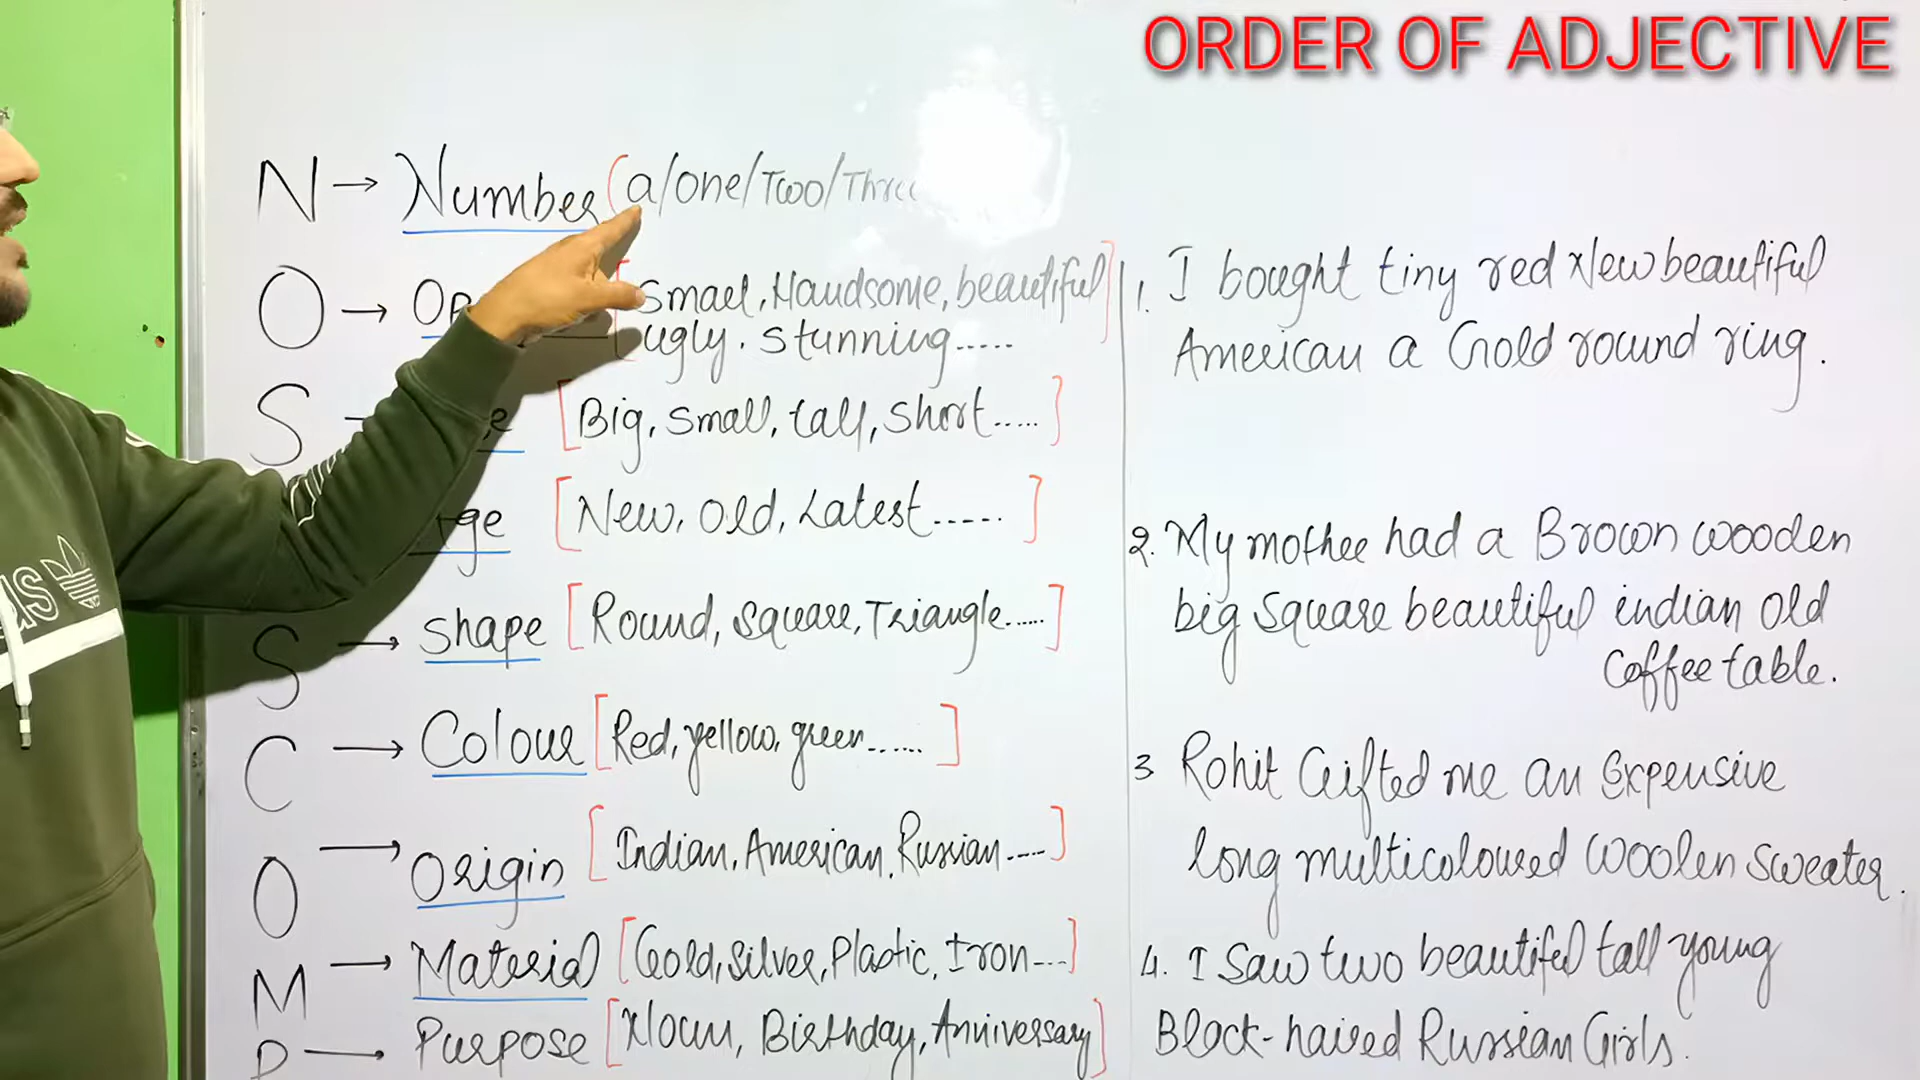 ORDER OF ADJECTIVE
N → Number (a/one/Two/Three
O → Op [Smael, Handsome, beautiful]
ugly. Stunning.....
S e [Big, Small, tall, Short.....]
ge [New, Old, Latest.....]
S → Shape [Round, Square, Triangle.....]
C → Colour [Red, yellow, green......]
O → Origin [Indian, American, Russian....]
M → Material [Gold, Silver, Plastic, Iron...]
P → Purpose [Noun, Birthday, Anniversary]
1. I bought tiny red New beautiful
American a Gold round ring.
2. My mother had a Brown wooden
big Square beautiful indian Old
Coffee table.
3 Rohit Gifted me an Expensive
long multicoloured Woolen Sweater.
4. I Saw two beautiful tall young
Black-haired Russian Girls.
as